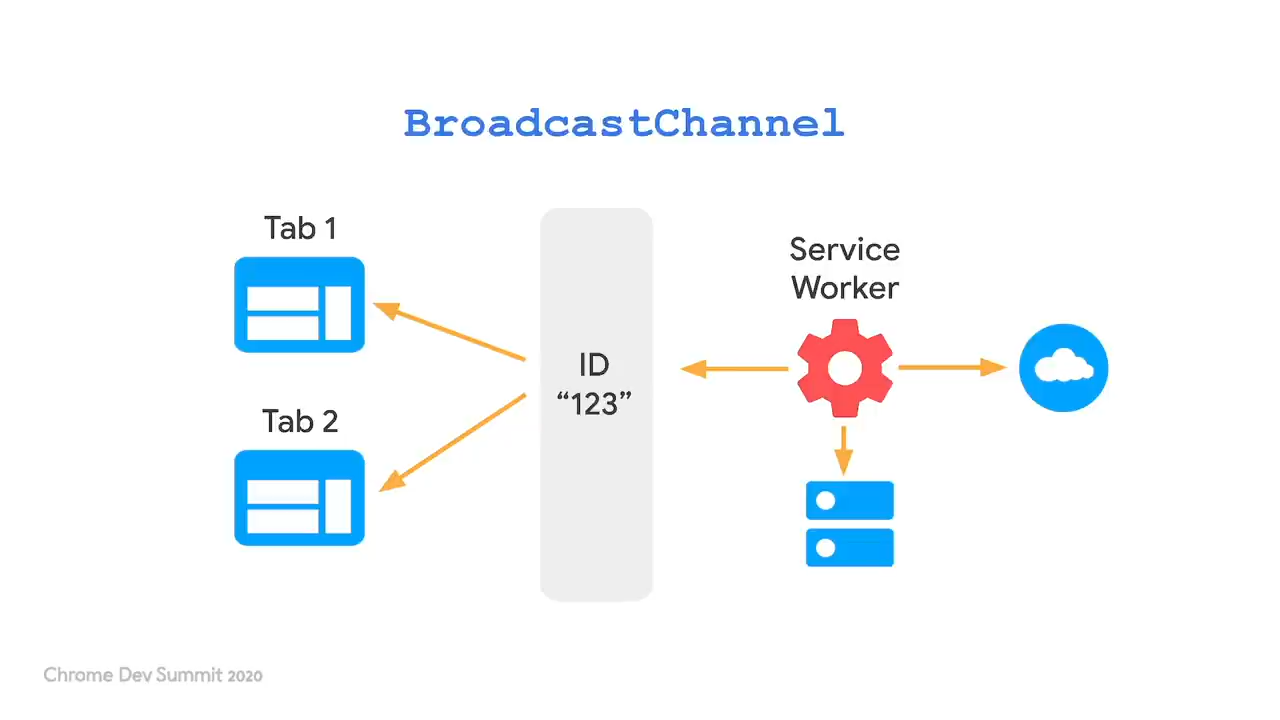 BroadcastChannel
Tab 1
Tab 2
ID
“123”
Service
Worker
Chrome Dev Summit 2020